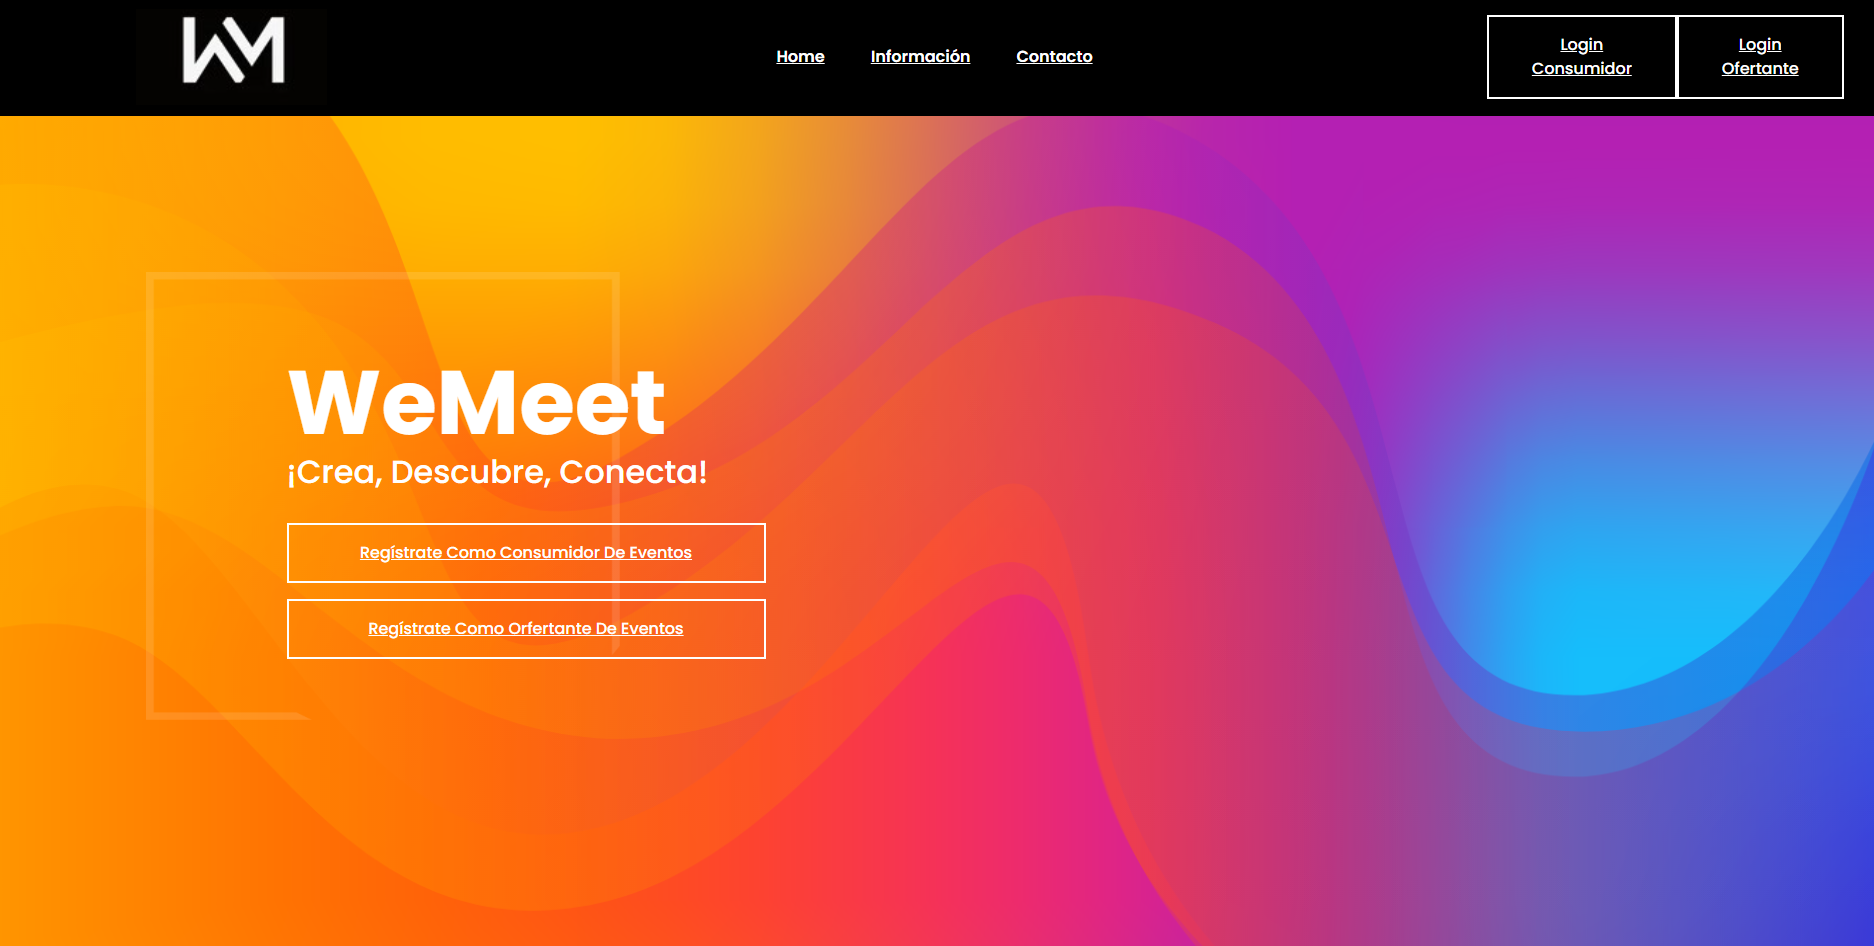 WM
Home
Información
Contacto
Login
Consumidor
Login
Ofertante
WeMeet
¡Crea, Descubre, Conecta!
Regístrate Como Consumidor De Eventos
Regístrate Como Orfertante De Eventos